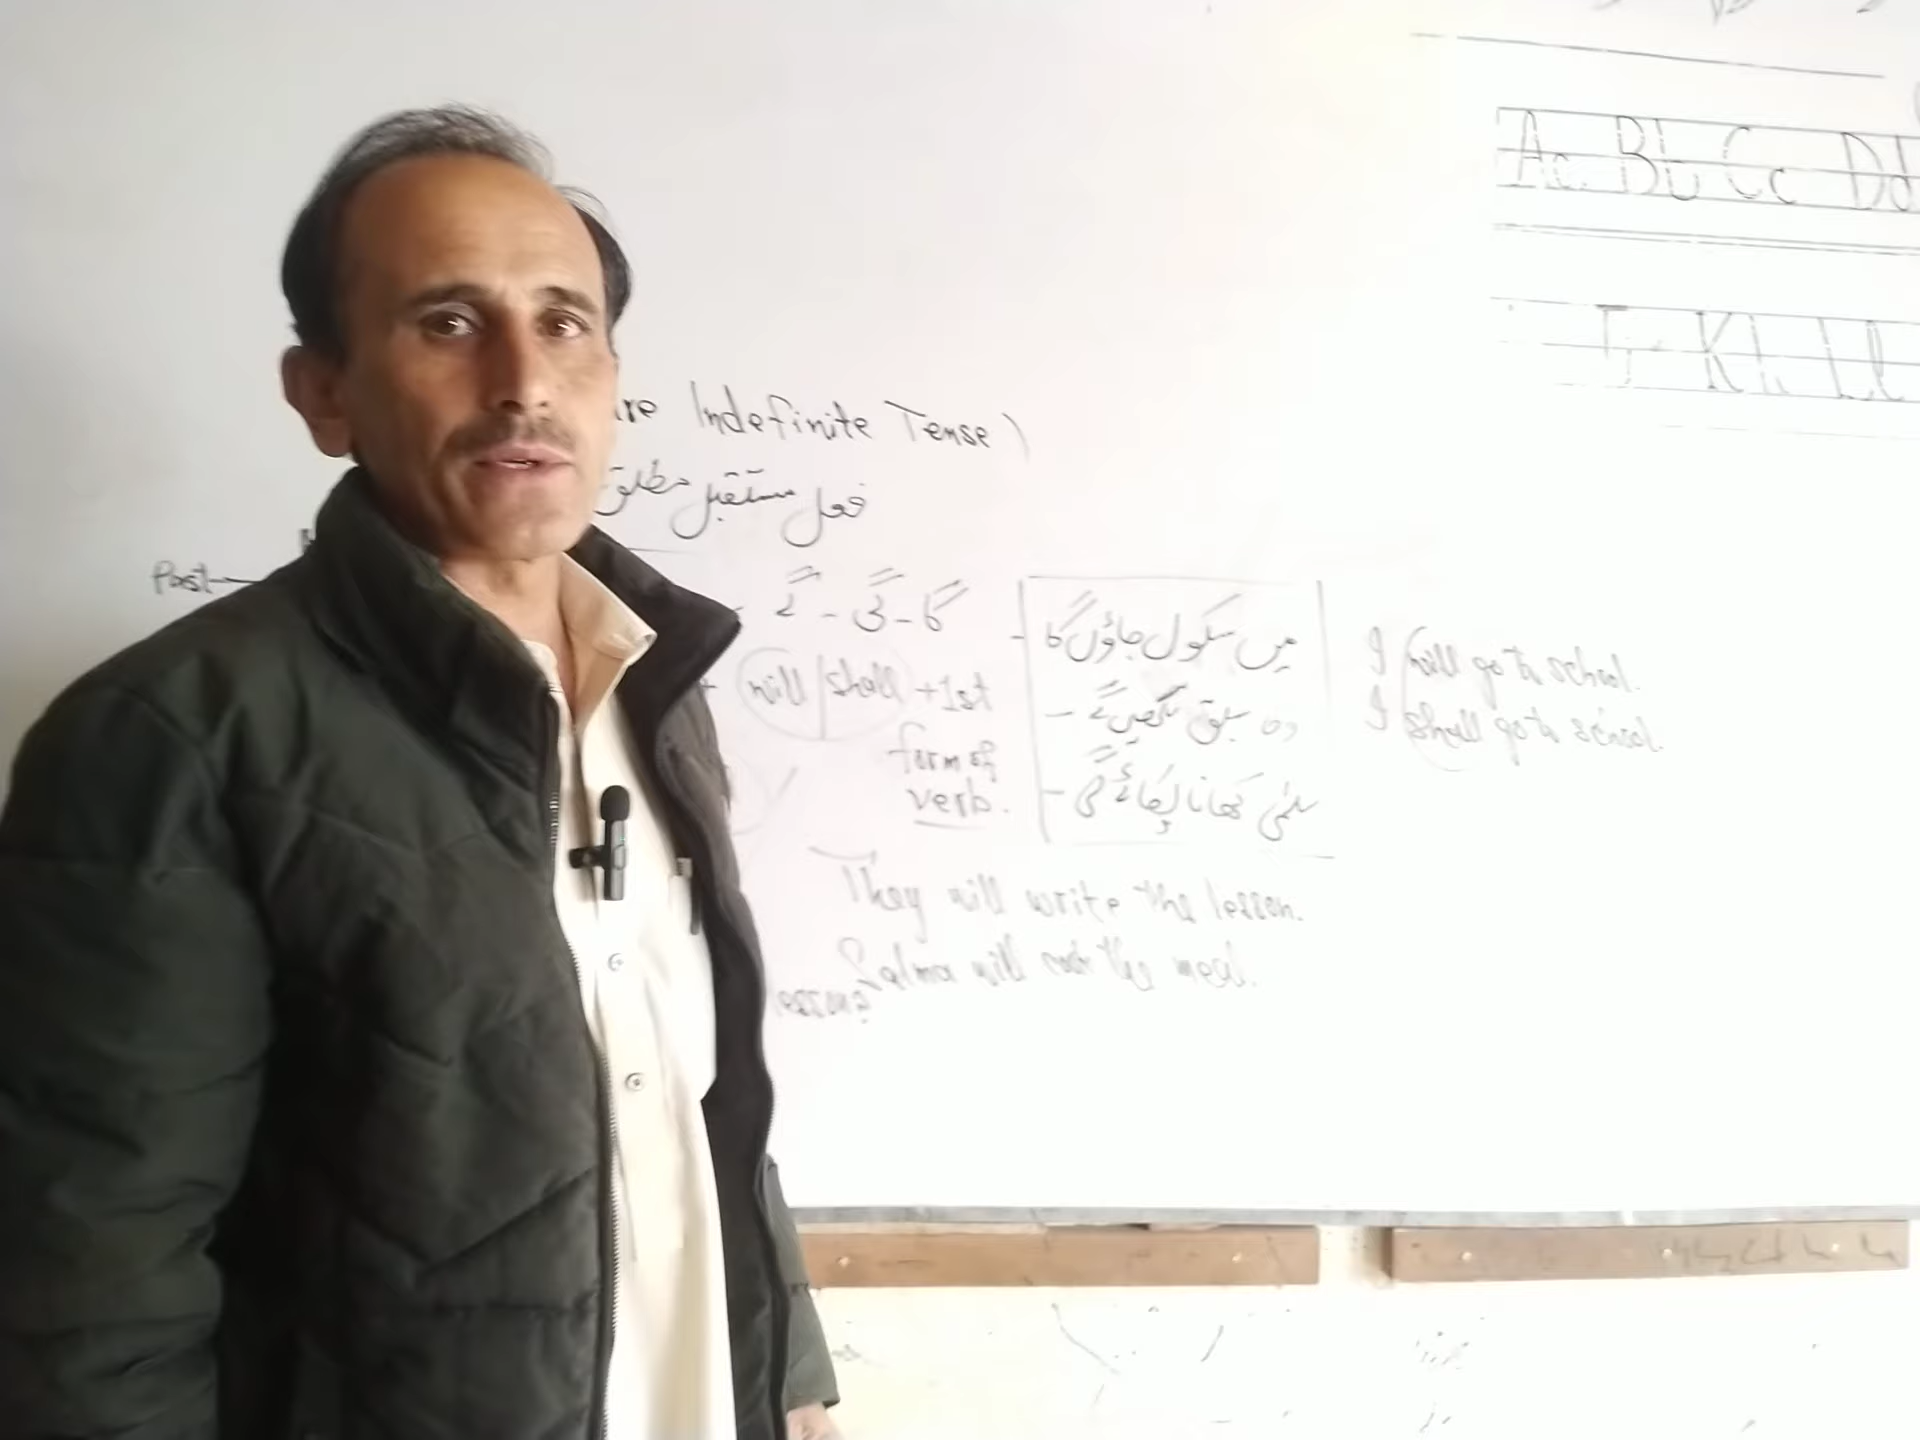 Aa Bb Cc Dd
Kk Ll
Indefinite Tense)
فعل مستقبل مطلق
Past
گا - گی - گے
will/shall +1st
form of
verb.
میں سکول جاؤں گا -
وہ سبق لکھیں گے -
سلمٰی کھانا پکائے گی -
I will go to school.
I shall go to school.
They will write the lesson.
Salma will cook the meal.